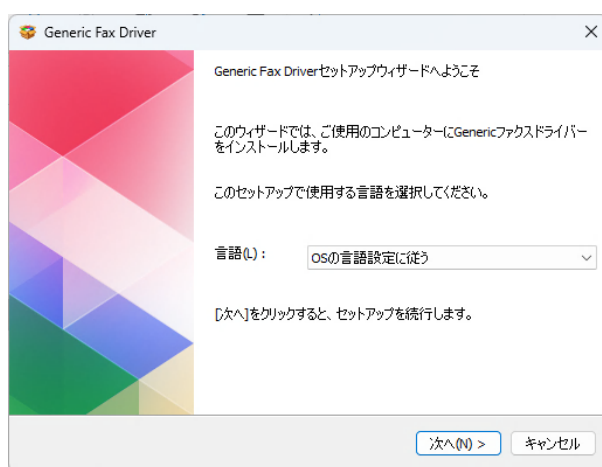 Generic Fax Driver
Generic Fax Driverセットアップウィザードへようこそ
このウィザードでは、ご使用のコンピューターにGenericファクスドライバー
をインストールします。
このセットアップで使用する言語を選択してください。
言語(L)：
OSの言語設定に従う
[次へ]をクリックすると、セットアップを続行します。
次へ(N) >
キャンセル